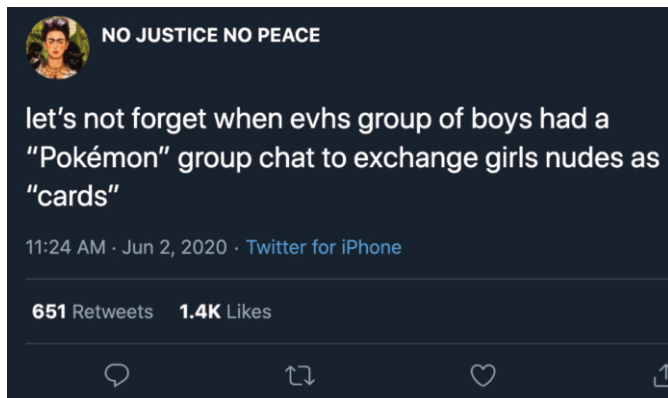 NO JUSTICE NO PEACE
let's not forget when evhs group of boys had a
“Pokémon” group chat to exchange girls nudes as
“cards”
11:24 AM · Jun 2, 2020 · Twitter for iPhone
651 Retweets 1.4K Likes